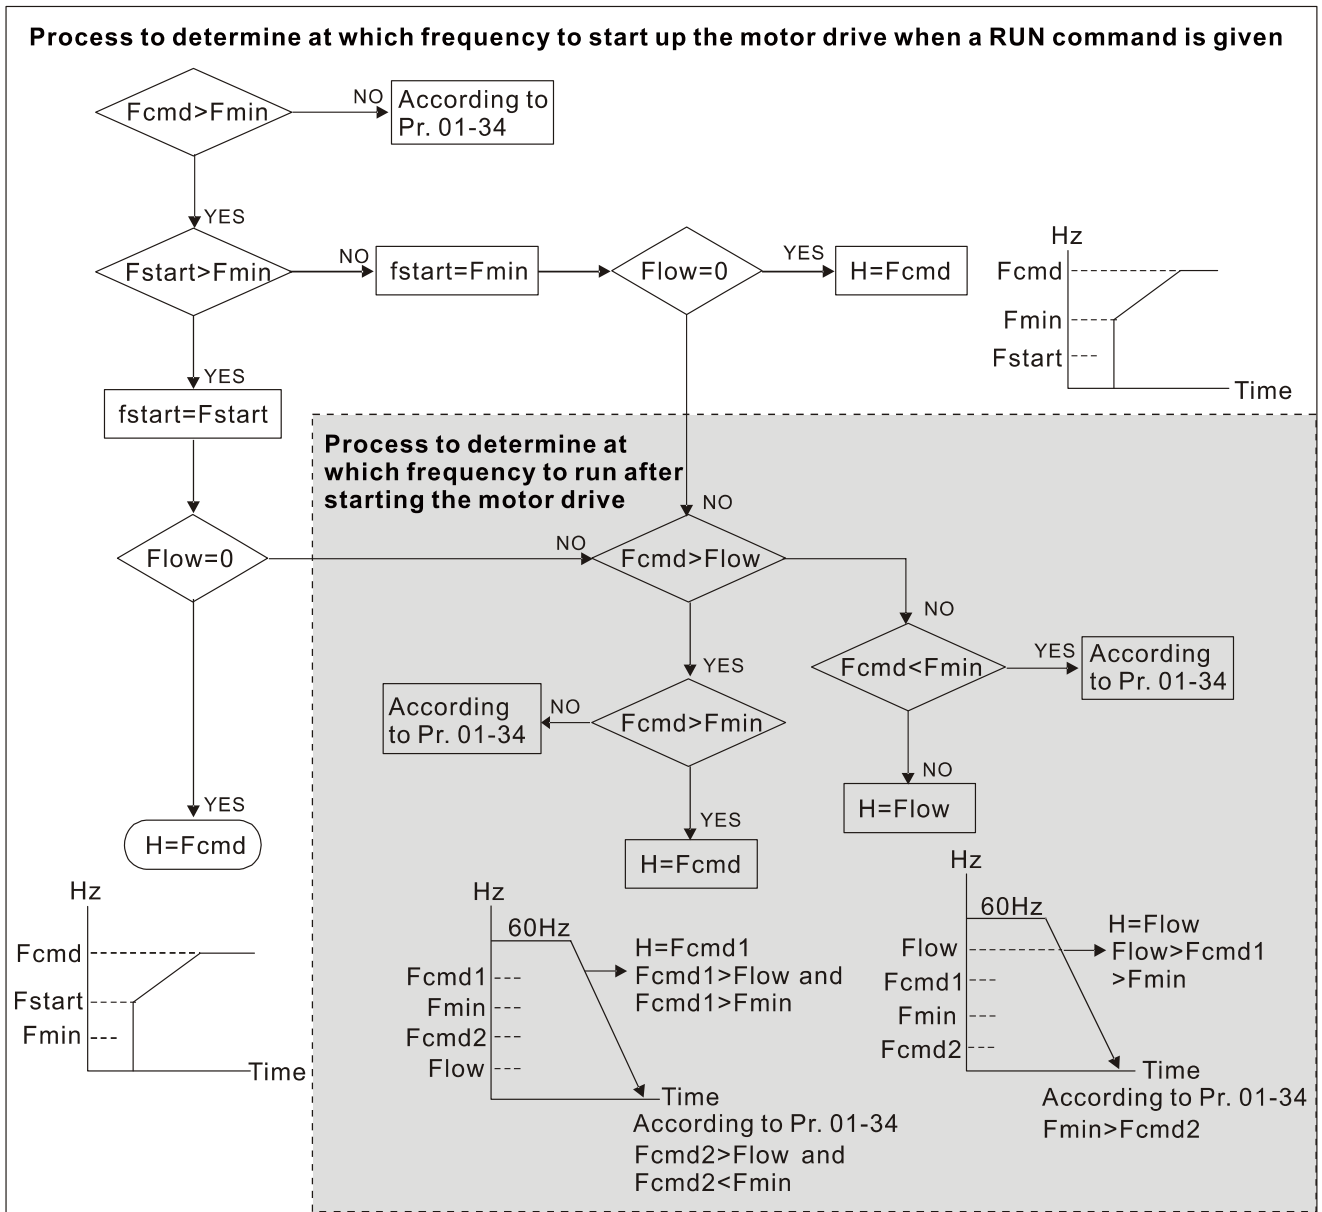 Process to determine at which frequency to start up the motor drive when a RUN command is given
Fcmd>Fmin
NO
According to
Pr. 01-34
YES
Fstart>Fmin
NO
fstart=Fmin
Flow=0
YES
H=Fcmd
Hz
Fcmd
Fmin
Fstart
Time
YES
fstart=Fstart
Process to determine at
which frequency to run after
starting the motor drive
NO
Flow=0
NO
Fcmd>Flow
NO
YES
Fcmd<Fmin
YES
According
to Pr. 01-34
According
to Pr. 01-34
NO
Fcmd>Fmin
NO
H=Flow
YES
H=Fcmd
YES
H=Fcmd
Hz
Fcmd
Fstart
Fmin
Time
Hz
60Hz
Fcmd1
Fmin
Fcmd2
Flow
H=Fcmd1
Fcmd1>Flow and
Fcmd1>Fmin
Time
According to Pr. 01-34
Fcmd2>Flow and
Fcmd2<Fmin
Hz
60Hz
Flow
Fcmd1
Fmin
Fcmd2
H=Flow
Flow>Fcmd1
>Fmin
Time
According to Pr. 01-34
Fmin>Fcmd2